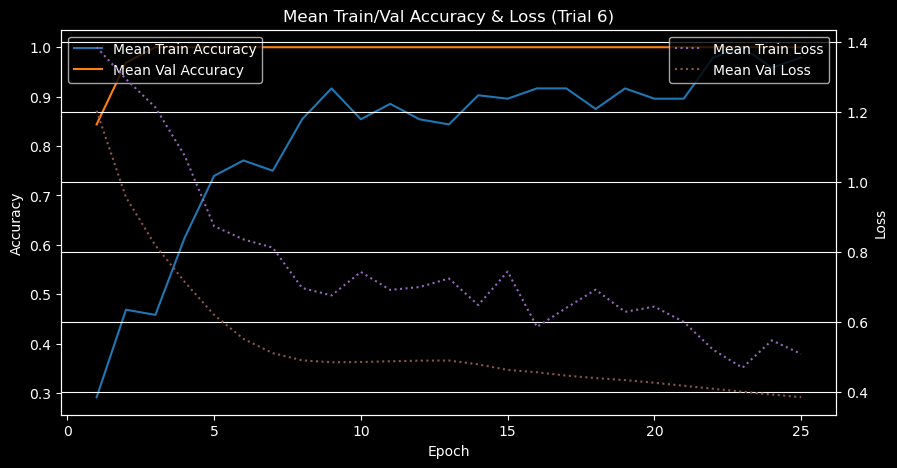 Mean Train/Val Accuracy & Loss (Trial 6)
Mean Train Accuracy
Mean Val Accuracy
Mean Train Loss
Mean Val Loss
Accuracy
1.0
0.9
0.8
0.7
0.6
0.5
0.4
0.3
Loss
1.4
1.2
1.0
0.8
0.6
0.4
0
5
10
15
20
25
Epoch